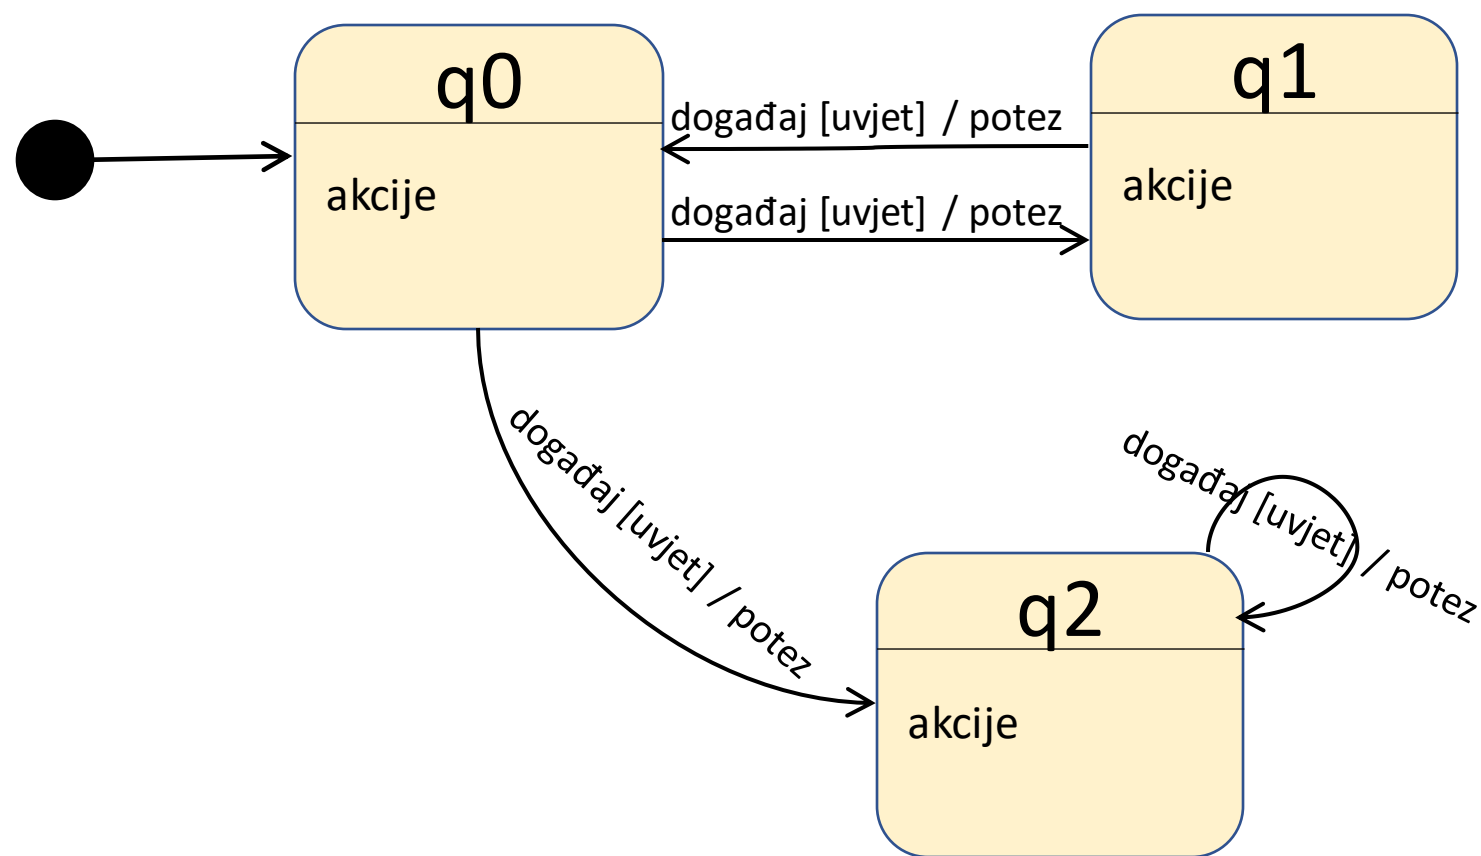 q0
akcije
događaj [uvjet] / potez
događaj [uvjet] / potez
q1
akcije
događaj [uvjet] / potez
događaj [uvjet] / potez
q2
akcije